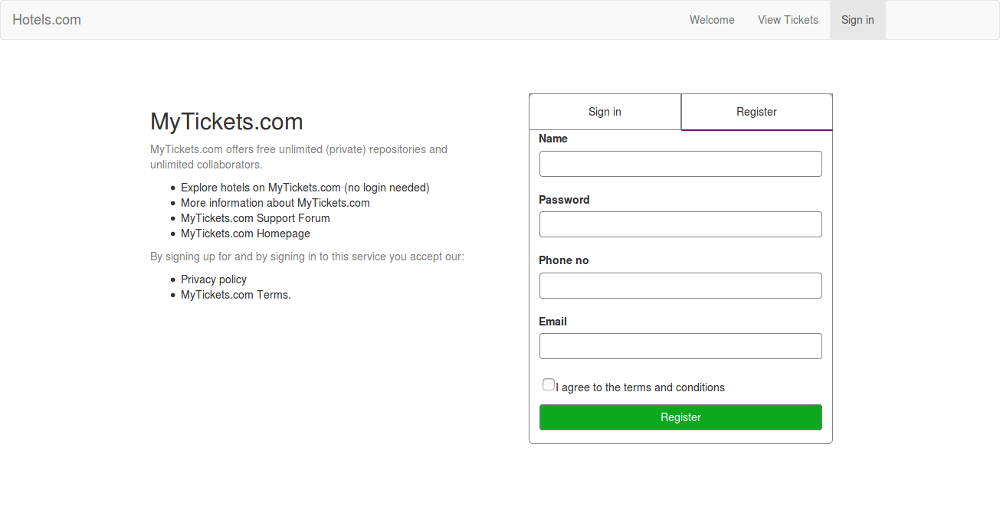 Hotels.com
Welcome
View Tickets
Sign in
MyTickets.com
MyTickets.com offers free unlimited (private) repositories and
unlimited collaborators.
Explore hotels on MyTickets.com (no login needed)
More information about MyTickets.com
MyTickets.com Support Forum
MyTickets.com Homepage
By signing up for and by signing in to this service you accept our:
Privacy policy
MyTickets.com Terms.
Sign in
Register
Name
Password
Phone no
Email
I agree to the terms and conditions
Register